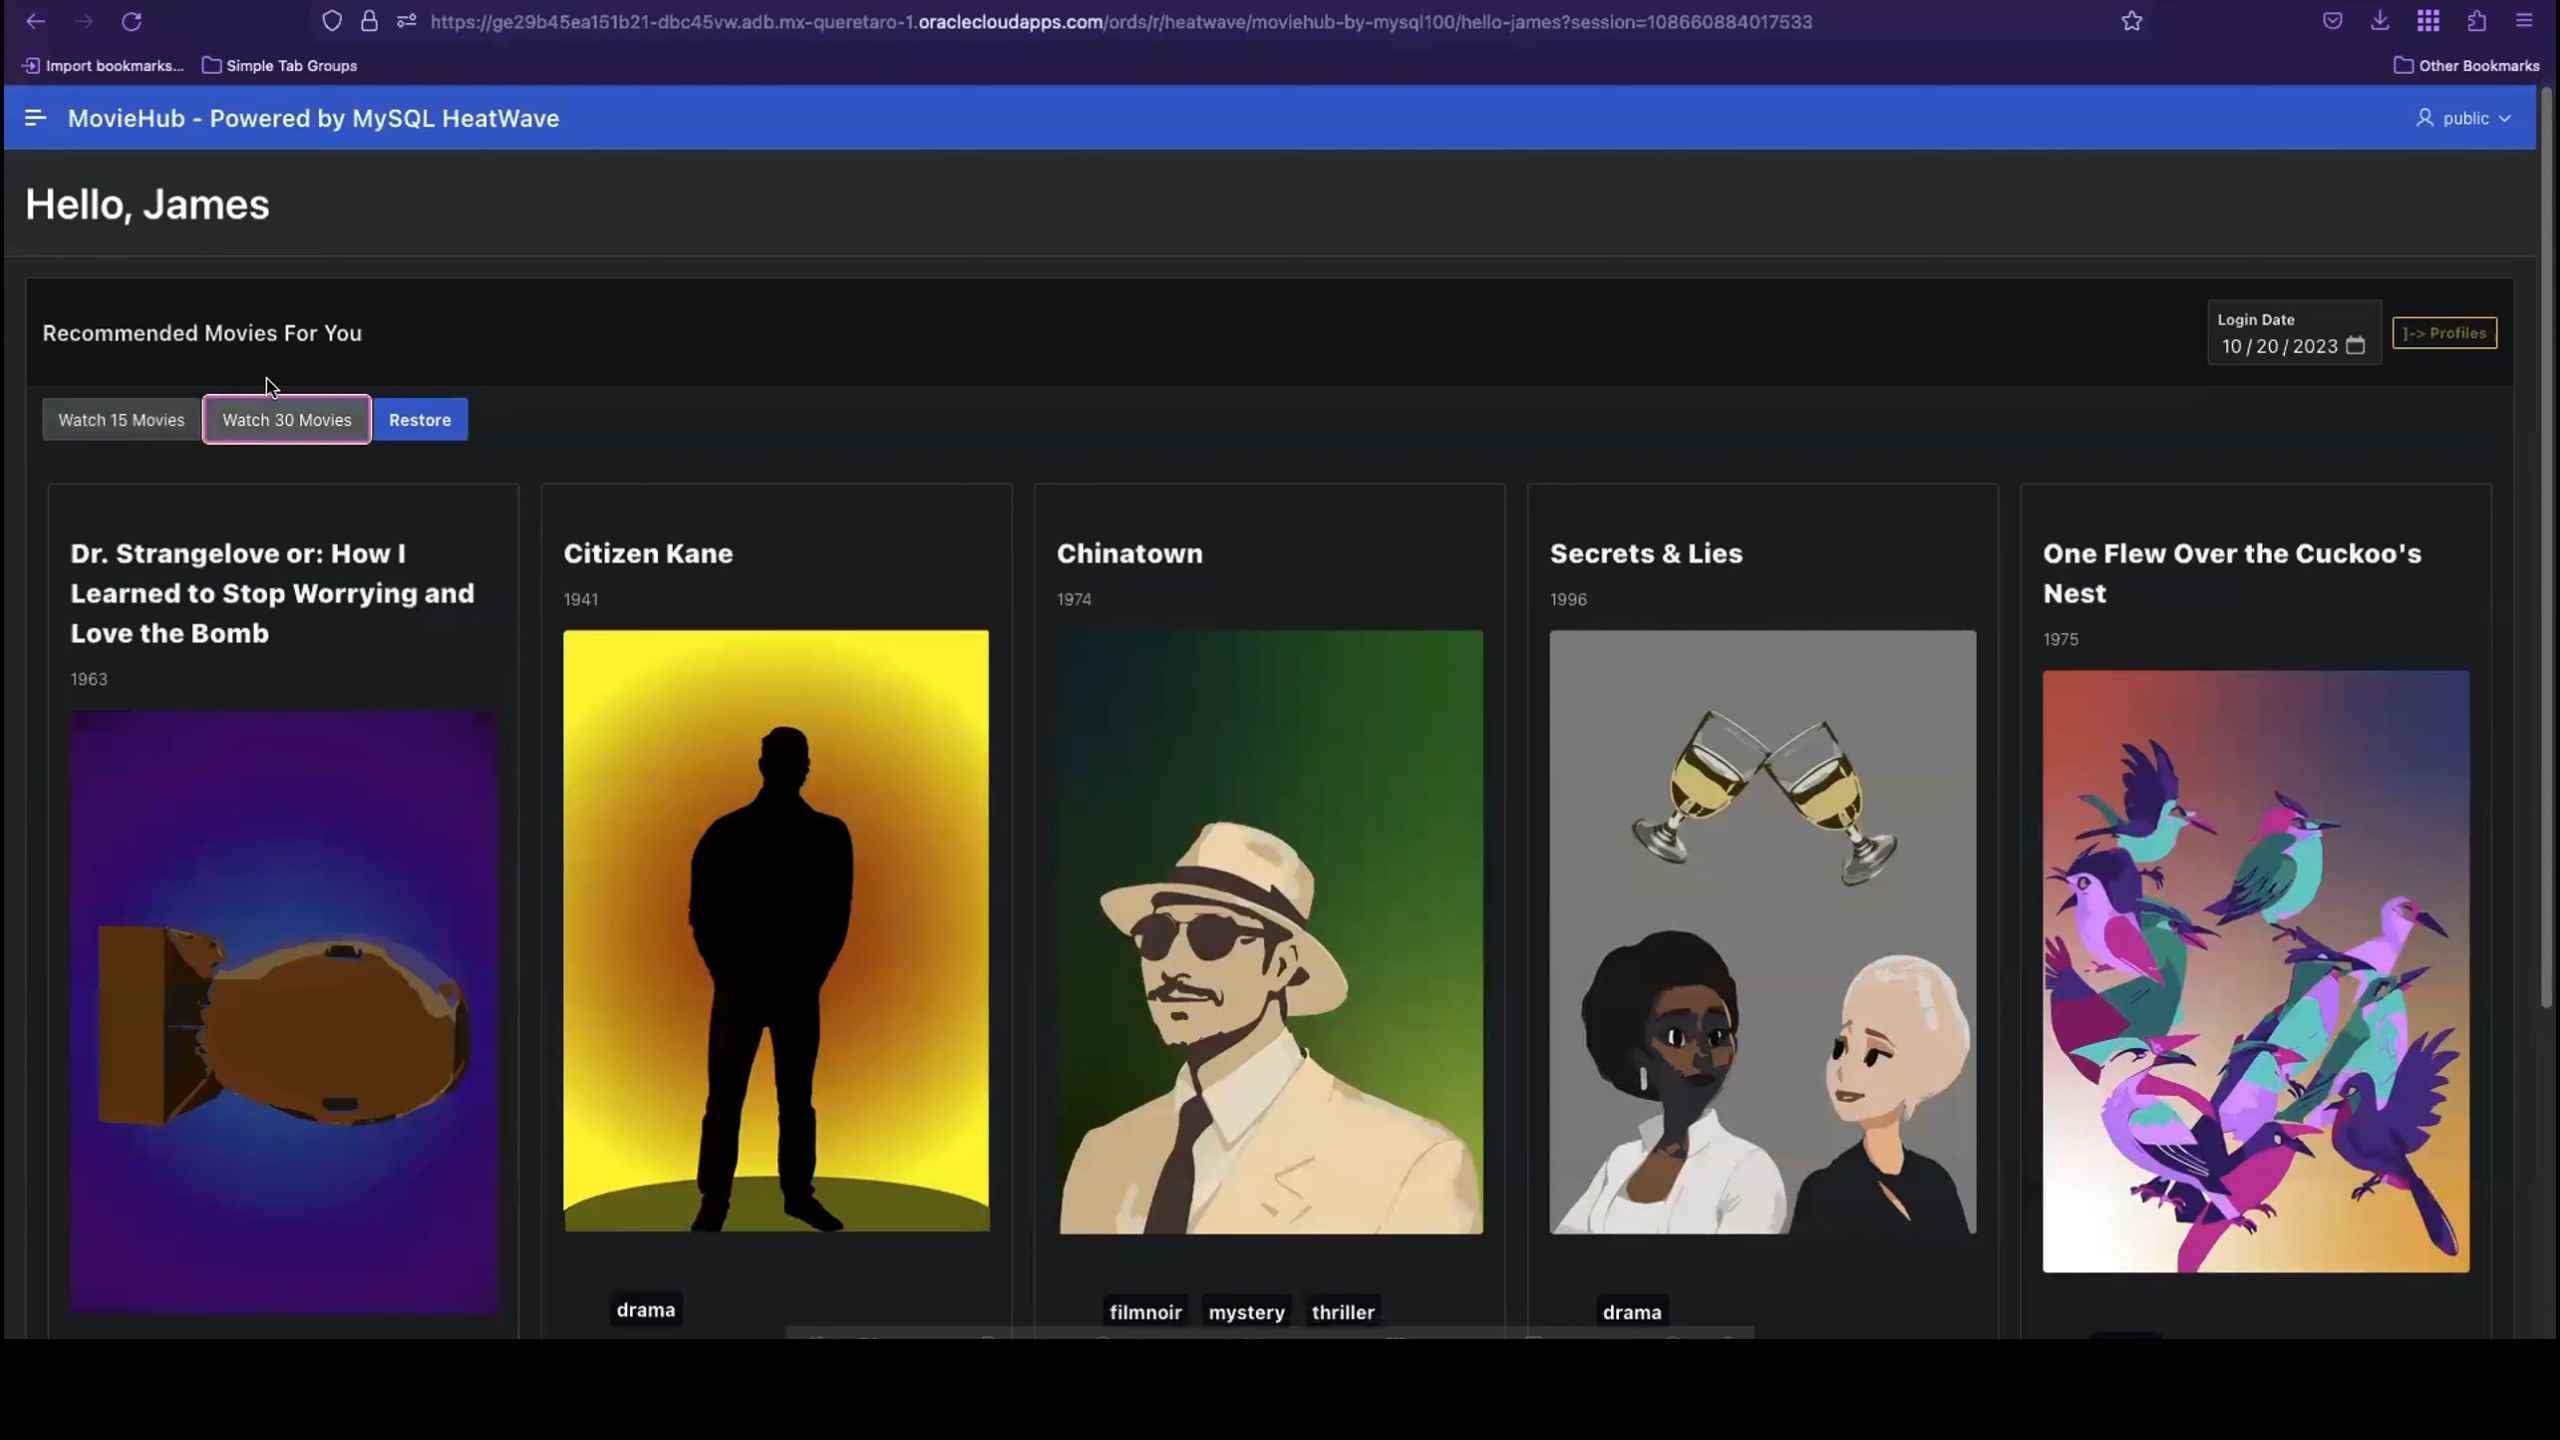 https://ge29b45ea151b21-dbc45vw.adb.mx-queretaro-1.oraclecloudapps.com/ords/r/heatwave/moviehub-by-mysql100/hello-james?session=108660884017533
Import bookmarks... Simple Tab Groups Other Bookmarks
MovieHub - Powered by MySQL HeatWave public
Hello, James
Recommended Movies For You
Login Date
10/20/2023
]-> Profiles
Watch 15 Movies Watch 30 Movies Restore
Dr. Strangelove or: How I
Learned to Stop Worrying and
Love the Bomb
1963
Citizen Kane
1941
drama
Chinatown
1974
filmnoir mystery thriller
Secrets & Lies
1996
drama
One Flew Over the Cuckoo's
Nest
1975